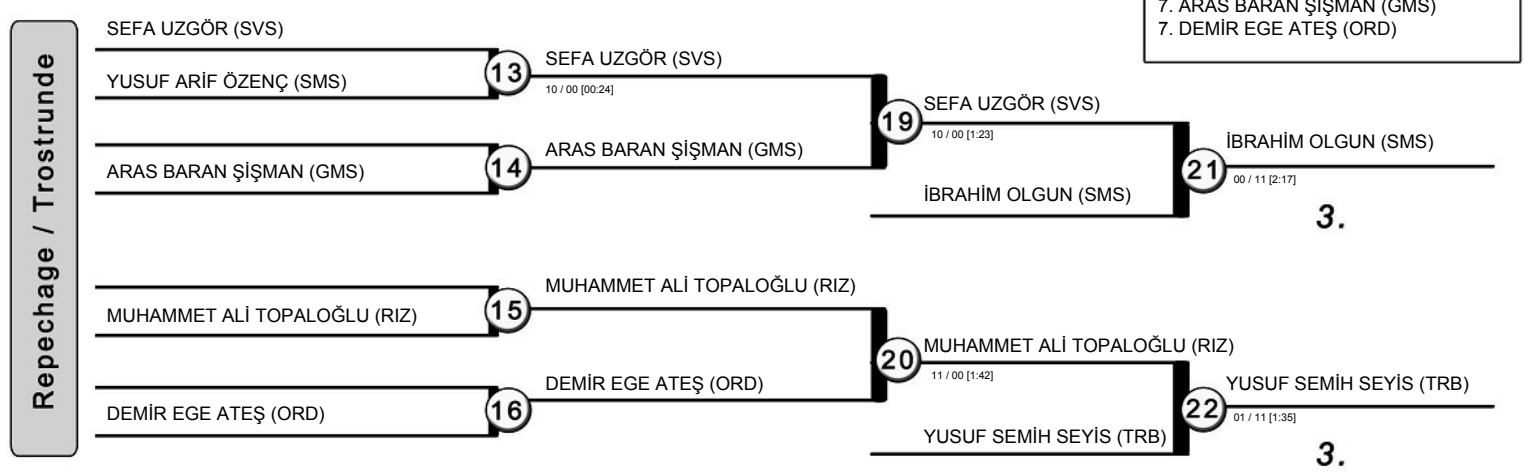 7. ARAS BARAN ŞİŞMAN (GMS)
7. DEMİR EGE ATEŞ (ORD)
Repechage / Trostrunde
SEFA UZGÖR (SVS)
YUSUF ARİF ÖZENÇ (SMS)
13
SEFA UZGÖR (SVS)
10 / 00 [00:24]
ARAS BARAN ŞİŞMAN (GMS)
14
ARAS BARAN ŞİŞMAN (GMS)
19
SEFA UZGÖR (SVS)
10 / 00 [1:23]
İBRAHİM OLGUN (SMS)
21
İBRAHİM OLGUN (SMS)
00 / 11 [2:17]
3.
MUHAMMET ALİ TOPALOĞLU (RIZ)
15
MUHAMMET ALİ TOPALOĞLU (RIZ)
DEMİR EGE ATEŞ (ORD)
16
DEMİR EGE ATEŞ (ORD)
20
MUHAMMET ALİ TOPALOĞLU (RIZ)
11 / 00 [1:42]
YUSUF SEMİH SEYİS (TRB)
22
YUSUF SEMİH SEYİS (TRB)
01 / 11 [1:35]
3.